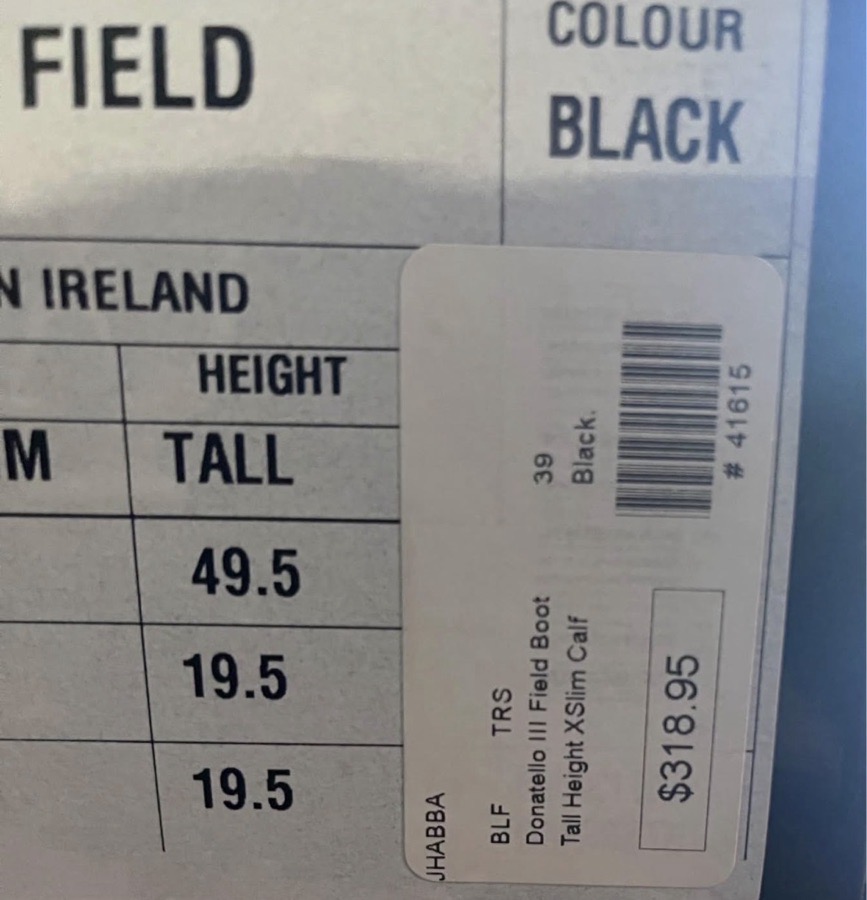 FIELD
COLOUR
BLACK
N IRELAND
HEIGHT
M TALL
49.5
19.5
19.5
JHABBA
BLF TRS
Donatello III Field Boot 39
Tall Height XSlim Calf Black.
$318.95
# 41615